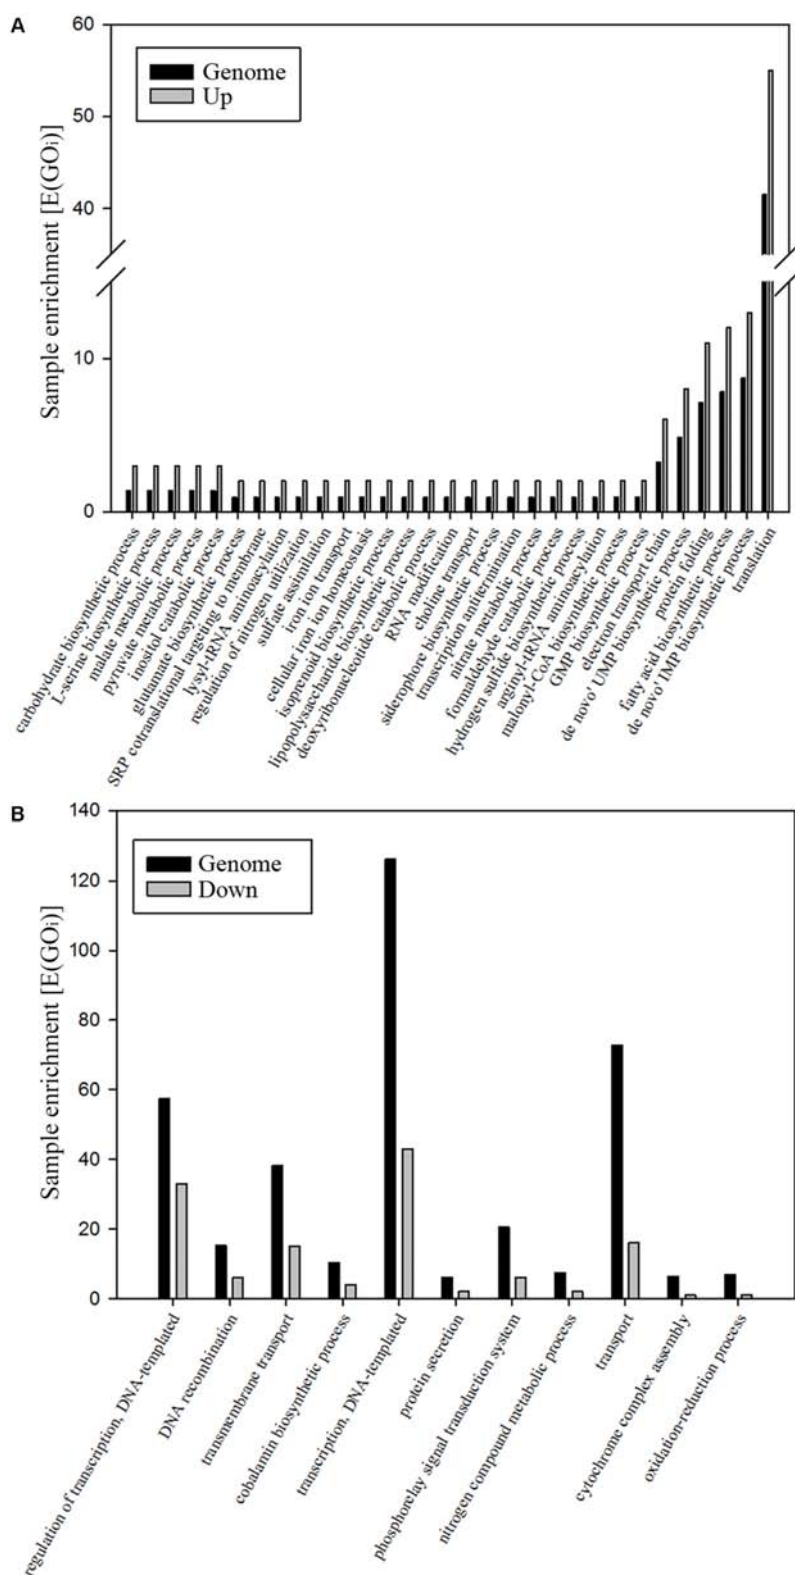 A
60
50
40
10
0
Sample enrichment [E(GOi)]
Genome
Up
carbohydrate biosynthetic process
L-serine biosynthetic process
malate metabolic process
pyruvate metabolic process
inositol catabolic process
glutamate biosynthetic process
SRP cotranslational targeting to membrane
lysyl-tRNA aminoacylation
regulation of nitrogen utilization
sulfate assimilation
iron ion transport
cellular iron ion homeostasis
isoprenoid biosynthetic process
lipopolysaccharide biosynthetic process
deoxyribonucleotide catabolic process
RNA modification
choline transport
siderophore biosynthetic process
transcription antitermination
nitrate metabolic process
formaldehyde catabolic process
hydrogen sulfide biosynthetic process
arginyl-tRNA aminoacylation
malonyl-CoA biosynthetic process
GMP biosynthetic process
electron transport chain
de novo' UMP biosynthetic process
protein folding
fatty acid biosynthetic process
de novo' IMP biosynthetic process
translation
B
140
120
100
80
60
40
20
0
Sample enrichment [E(GOi)]
Genome
Down
regulation of transcription, DNA-templated
DNA recombination
transmembrane transport
cobalamin biosynthetic process
transcription, DNA-templated
protein secretion
phosphorelay signal transduction system
nitrogen compound metabolic process
transport
cytochrome complex assembly
oxidation-reduction process